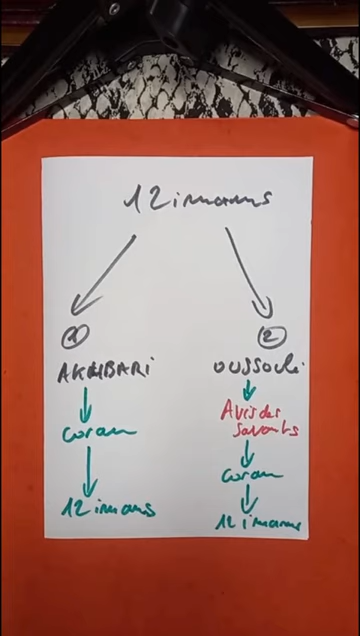 12 imams
1
2
AKHBARI
OUSSOULI
Avis des
savants
Coran
Coran
12 imams
12 imams